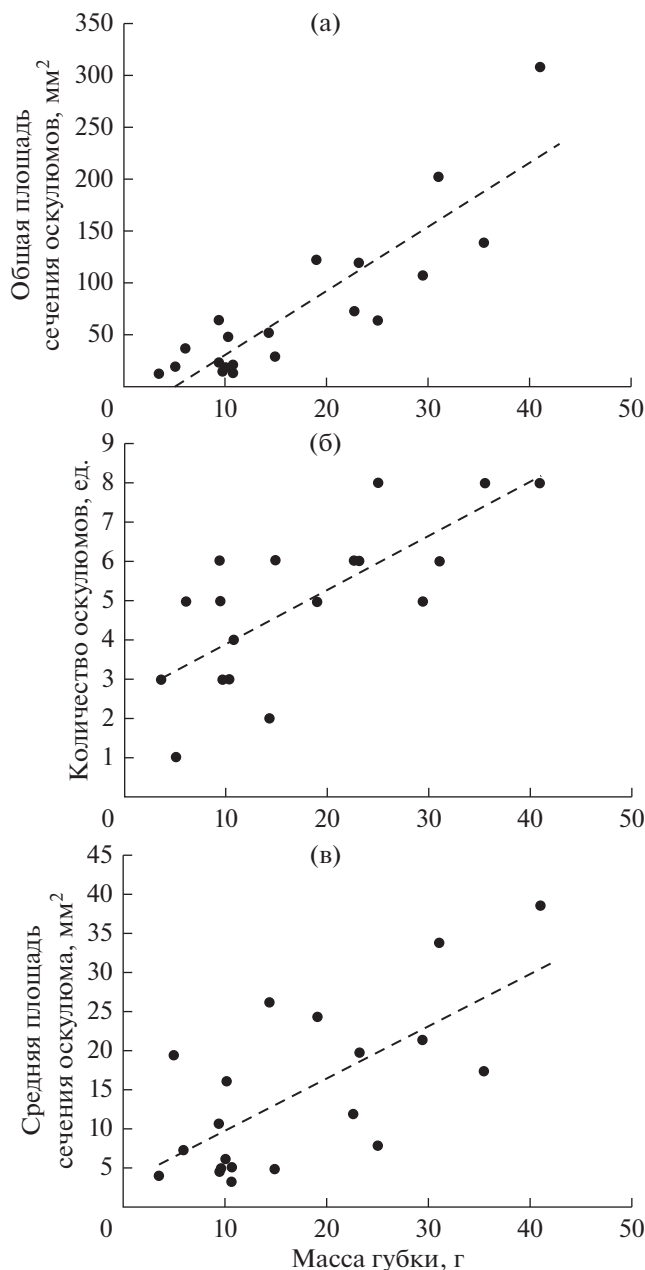 (а)
Общая площадь
сечения оскулюмов, мм²
350
300
250
200
150
100
50
0
10 20 30 40 50
(б)
Количество оскулюмов, ед.
9
8
7
6
5
4
3
2
1
0
10 20 30 40 50
(в)
Средняя площадь
сечения оскулюма, мм²
45
40
35
30
25
20
15
10
5
0
10 20 30 40 50
Масса губки, г